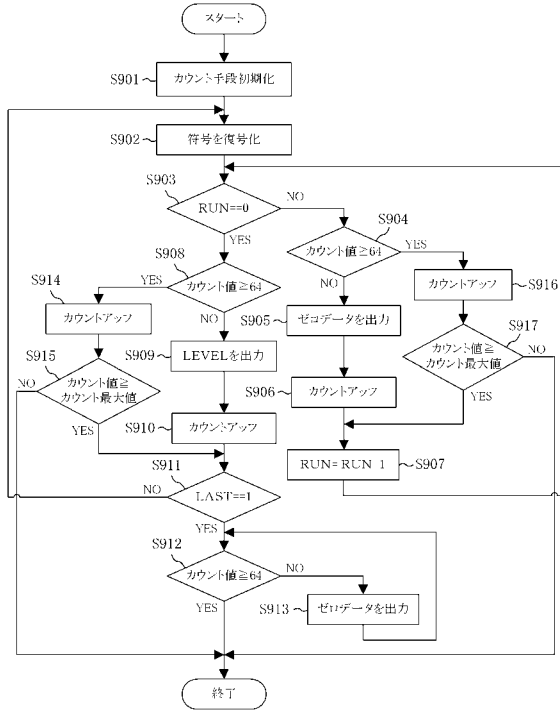 スタート
S901
カウント手段初期化
S902
符号を復号化
S903
RUN==0
NO
YES
S904
カウント値≧64
YES
NO
S908
カウント値≧64
YES
NO
S914
カウントアップ
S905
ゼロデータを出力
カウントアップ
S916
S909
LEVELを出力
S915
カウント値≧
カウント最大値
NO
YES
S917
カウント値≧
カウント最大値
NO
YES
S906
カウントアップ
S910
カウントアップ
RUN=RUN 1
S907
S911
LAST==1
NO
YES
S912
カウント値≧64
NO
YES
S913
ゼロデータを出力
終了